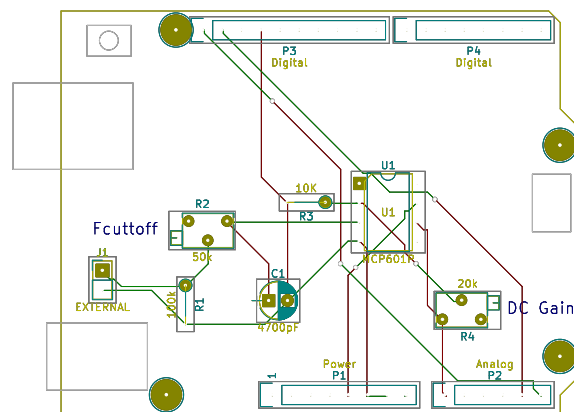 P3
Digital
P4
Digital
U1
10K
R3
U1
MCP601P
R2
Fcuttoff
50k
J1
EXTERNAL
100k
R1
C1
4700pF
20k
DC Gain
R4
Power
P1
1
Analog
P2